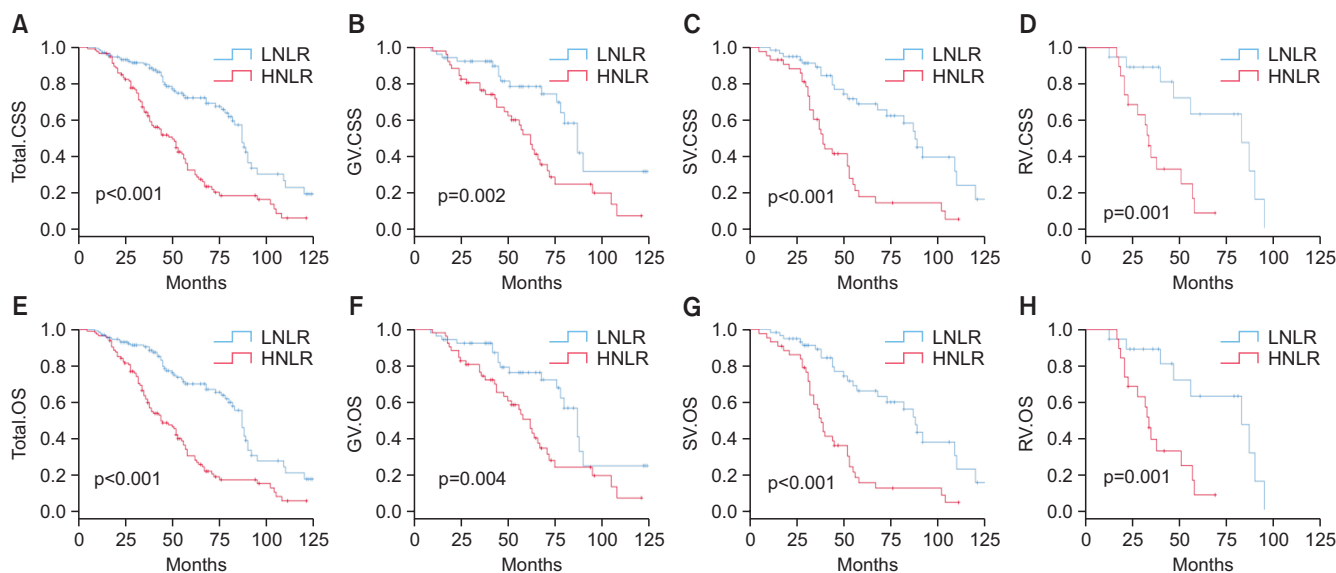 A
Total.CSS
1.0
0.8
0.6
0.4
0.2
0.0
LNLR
HNLR
p<0.001
0 25 50 75 100 125
Months
B
GV.CSS
1.0
0.8
0.6
0.4
0.2
0.0
LNLR
HNLR
p=0.002
0 25 50 75 100 125
Months
C
SV.CSS
1.0
0.8
0.6
0.4
0.2
0.0
LNLR
HNLR
p<0.001
0 25 50 75 100 125
Months
D
RV.CSS
1.0
0.8
0.6
0.4
0.2
0.0
LNLR
HNLR
p=0.001
0 25 50 75 100 125
Months
E
Total.OS
1.0
0.8
0.6
0.4
0.2
0.0
LNLR
HNLR
p<0.001
0 25 50 75 100 125
Months
F
GV.OS
1.0
0.8
0.6
0.4
0.2
0.0
LNLR
HNLR
p=0.004
0 25 50 75 100 125
Months
G
SV.OS
1.0
0.8
0.6
0.4
0.2
0.0
LNLR
HNLR
p<0.001
0 25 50 75 100 125
Months
H
RV.OS
1.0
0.8
0.6
0.4
0.2
0.0
LNLR
HNLR
p=0.001
0 25 50 75 100 125
Months